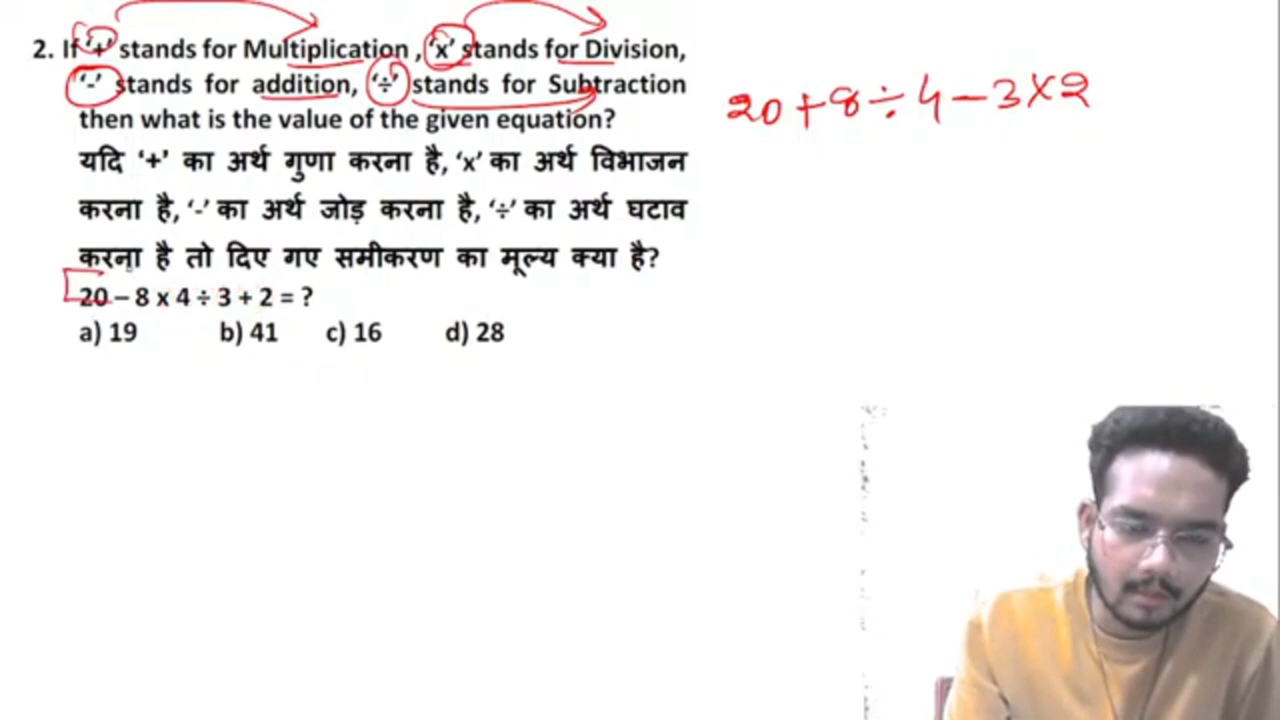 2. If ‘+’ stands for Multiplication , ‘x’ stands for Division,
‘-’ stands for addition, ‘÷’ stands for Subtraction
then what is the value of the given equation?
यदि ‘+’ का अर्थ गुणा करना है, ‘x’ का अर्थ विभाजन
करना है, ‘-’ का अर्थ जोड़ करना है, ‘÷’ का अर्थ घटाव
करना है तो दिए गए समीकरण का मूल्य क्या है?
20 – 8 x 4 ÷ 3 + 2 = ?
a) 19 b) 41 c) 16 d) 28
20 + 8 ÷ 4 – 3 x 2